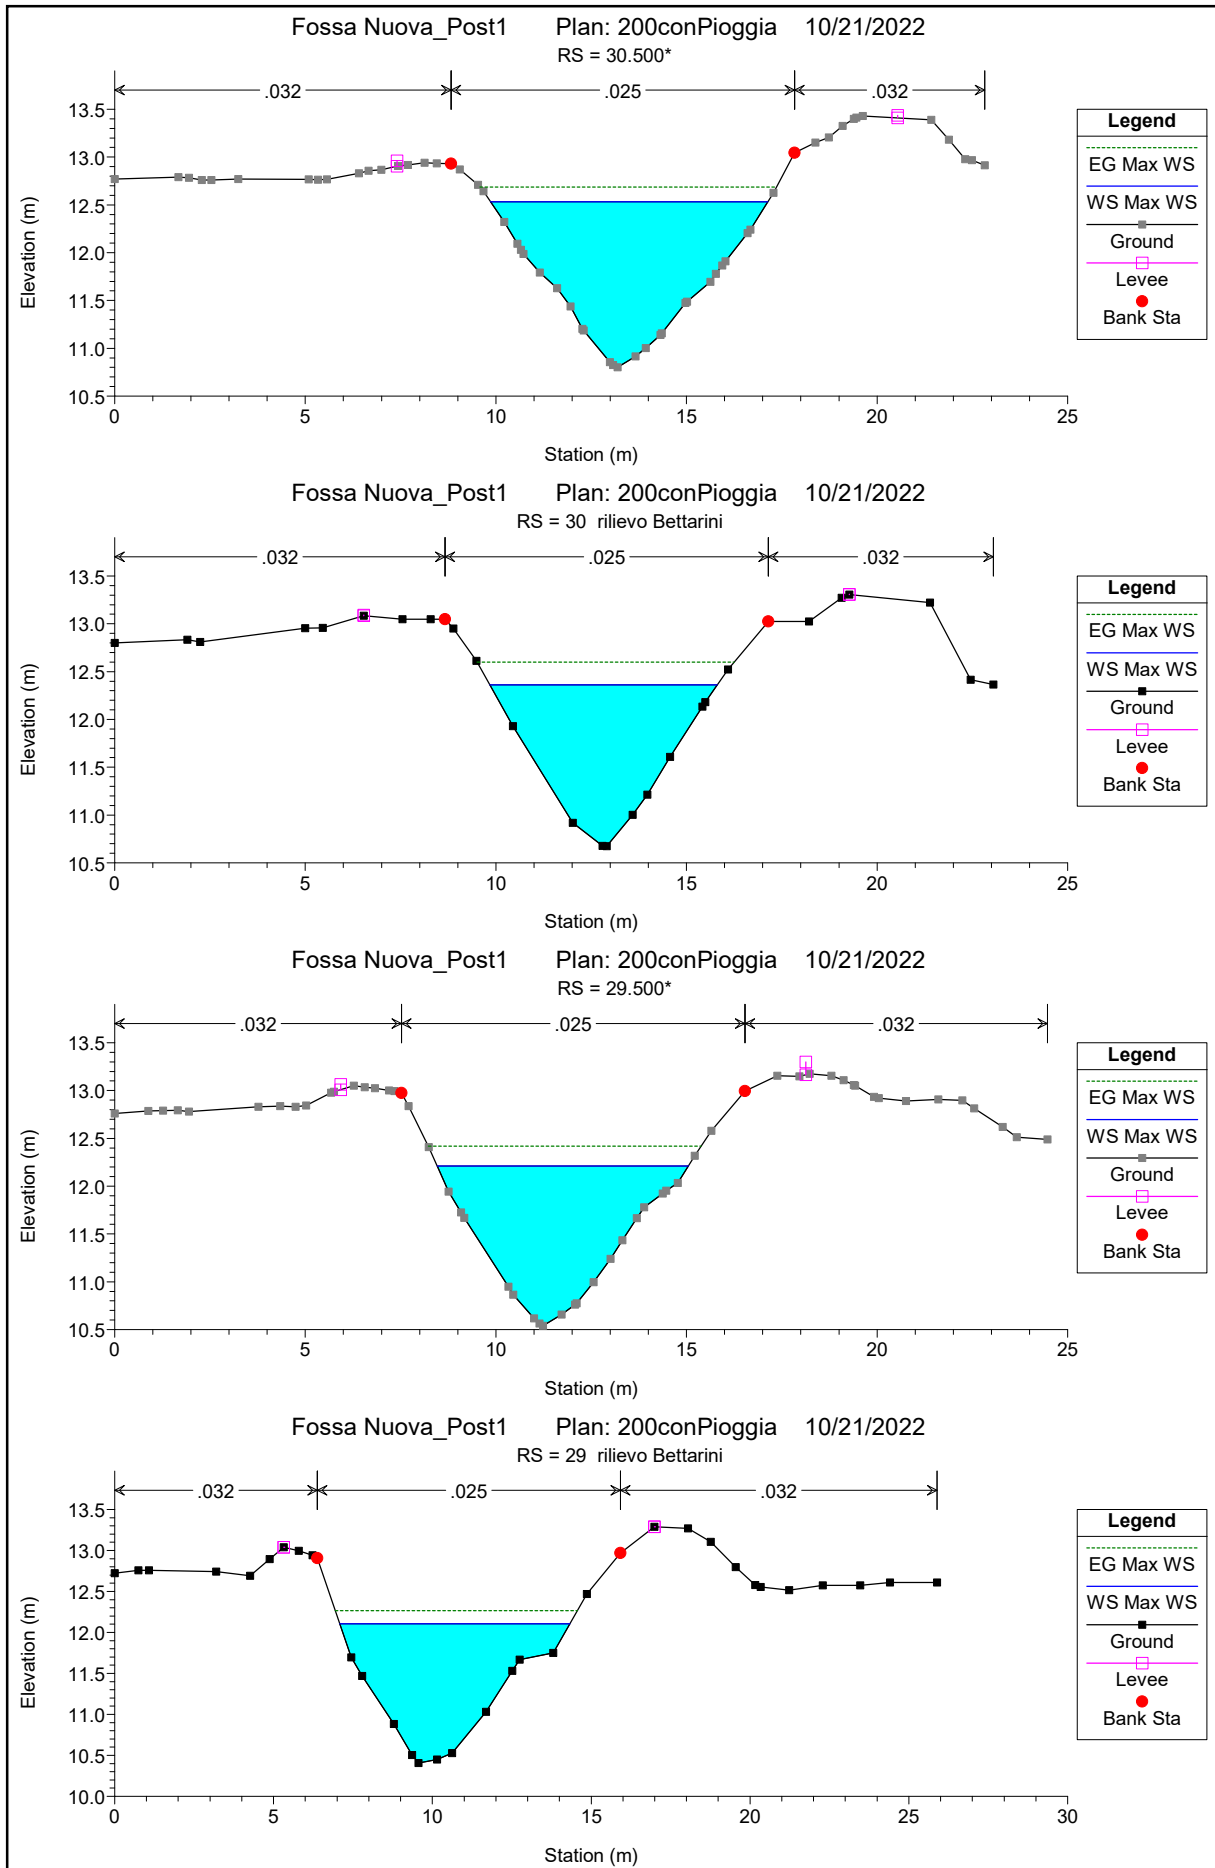 Fossa Nuova_Post1 Plan: 200conPioggia 10/21/2022
RS = 30.500*
.032 .025 .032
Elevation (m)
13.5
13.0
12.5
12.0
11.5
11.0
10.5
0 5 10 15 20 25
Station (m)
Legend
EG Max WS
WS Max WS
Ground
Levee
Bank Sta
Fossa Nuova_Post1 Plan: 200conPioggia 10/21/2022
RS = 30 rilievo Bettarini
.032 .025 .032
Elevation (m)
13.5
13.0
12.5
12.0
11.5
11.0
10.5
0 5 10 15 20 25
Station (m)
Legend
EG Max WS
WS Max WS
Ground
Levee
Bank Sta
Fossa Nuova_Post1 Plan: 200conPioggia 10/21/2022
RS = 29.500*
.032 .025 .032
Elevation (m)
13.5
13.0
12.5
12.0
11.5
11.0
10.5
0 5 10 15 20 25
Station (m)
Legend
EG Max WS
WS Max WS
Ground
Levee
Bank Sta
Fossa Nuova_Post1 Plan: 200conPioggia 10/21/2022
RS = 29 rilievo Bettarini
.032 .025 .032
Elevation (m)
13.5
13.0
12.5
12.0
11.5
11.0
10.5
10.0
0 5 10 15 20 25 30
Station (m)
Legend
EG Max WS
WS Max WS
Ground
Levee
Bank Sta